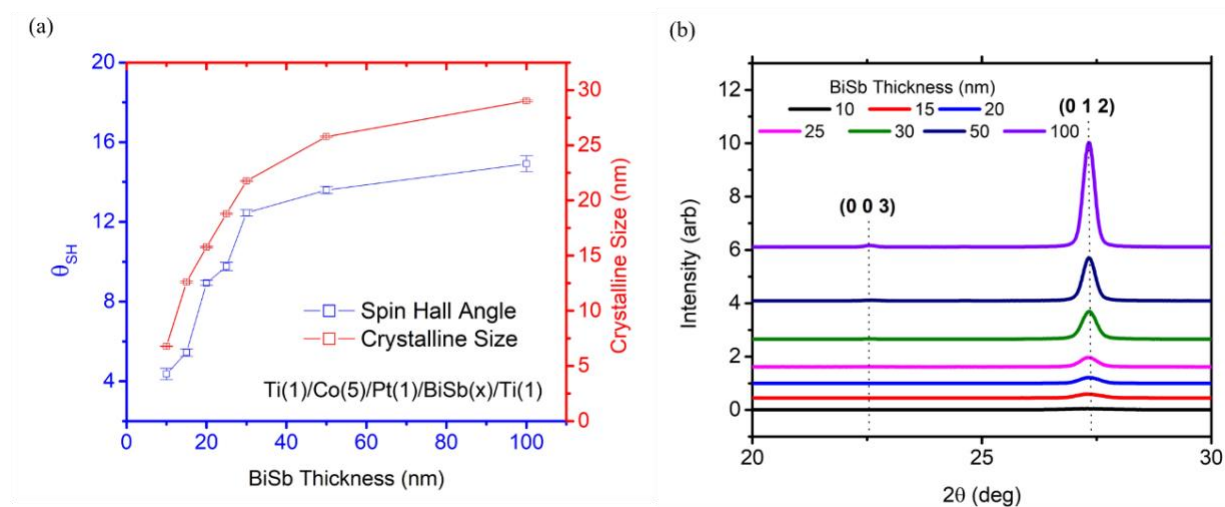 (a)
20
16
12
8
4
θSH
0
20
40
60
80
100
BiSb Thickness (nm)
30
25
20
15
10
5
0
Crystalline Size (nm)
Spin Hall Angle
Crystalline Size
Ti(1)/Co(5)/Pt(1)/BiSb(x)/Ti(1)
(b)
12
10
8
6
4
2
0
Intensity (arb)
BiSb Thickness (nm)
10 15 20
25 30 50 100
(0 1 2)
(0 0 3)
20
25
30
2θ (deg)